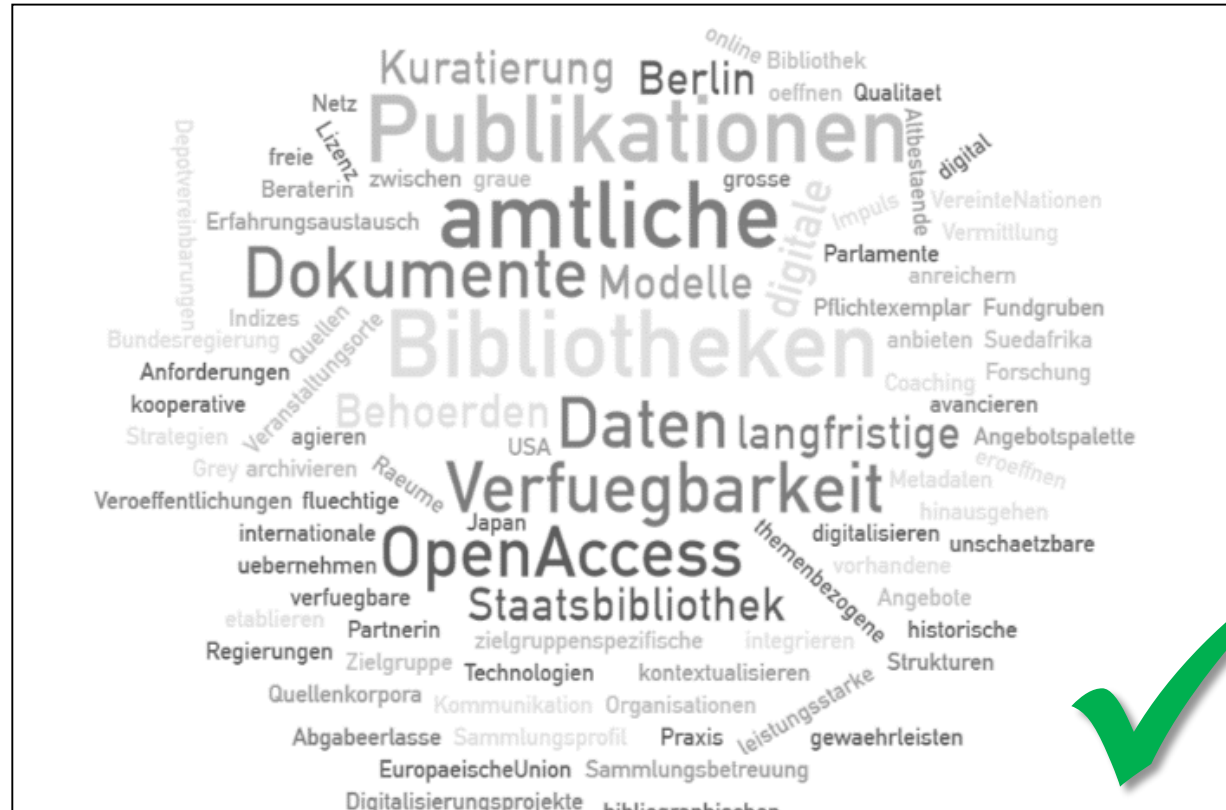 online Bibliothek
Kuratierung Berlin oeffnen Qualitaet
Netz Publikationen Altbestaende
Depotvereinbarungen Lizenz digital
freie
Beraterin zwischen graue grosse
amtliche digitale Impuls VereinteNationen
Erfahrungsaustausch Vermittlung
Parlamente
Dokumente Modelle anreichern
Indizes Quellen Pflichtexemplar Fundgruben
Bundesregierung Veranstaltungsorte Bibliotheken anbieten Suedafrika
Anforderungen Coaching Forschung
kooperative Behoerden avancieren
Strategien agieren USA Daten langfristige Angebotspalette
Grey archivieren Raeume Verfuegbarkeit Metadaten eroeffnen
Veroeffentlichungen fluechtige hinausgehen
internationale Japan themenbezogene digitalisieren unschaetzbare
uebernehmen OpenAccess vorhandene
verfuegbare Staatsbibliothek Angebote
etablieren Partnerin zielgruppenspezifische integrieren historische
Regierungen Zielgruppe Technologien kontextualisieren Strukturen
Quellenkorpora Kommunikation Organisationen leistungsstarke
Abgabeerlasse Sammlungsprofil Praxis gewaehrleisten
EuropaeischeUnion Sammlungsbetreuung
Digitalisierungsprojekte bibliographischen